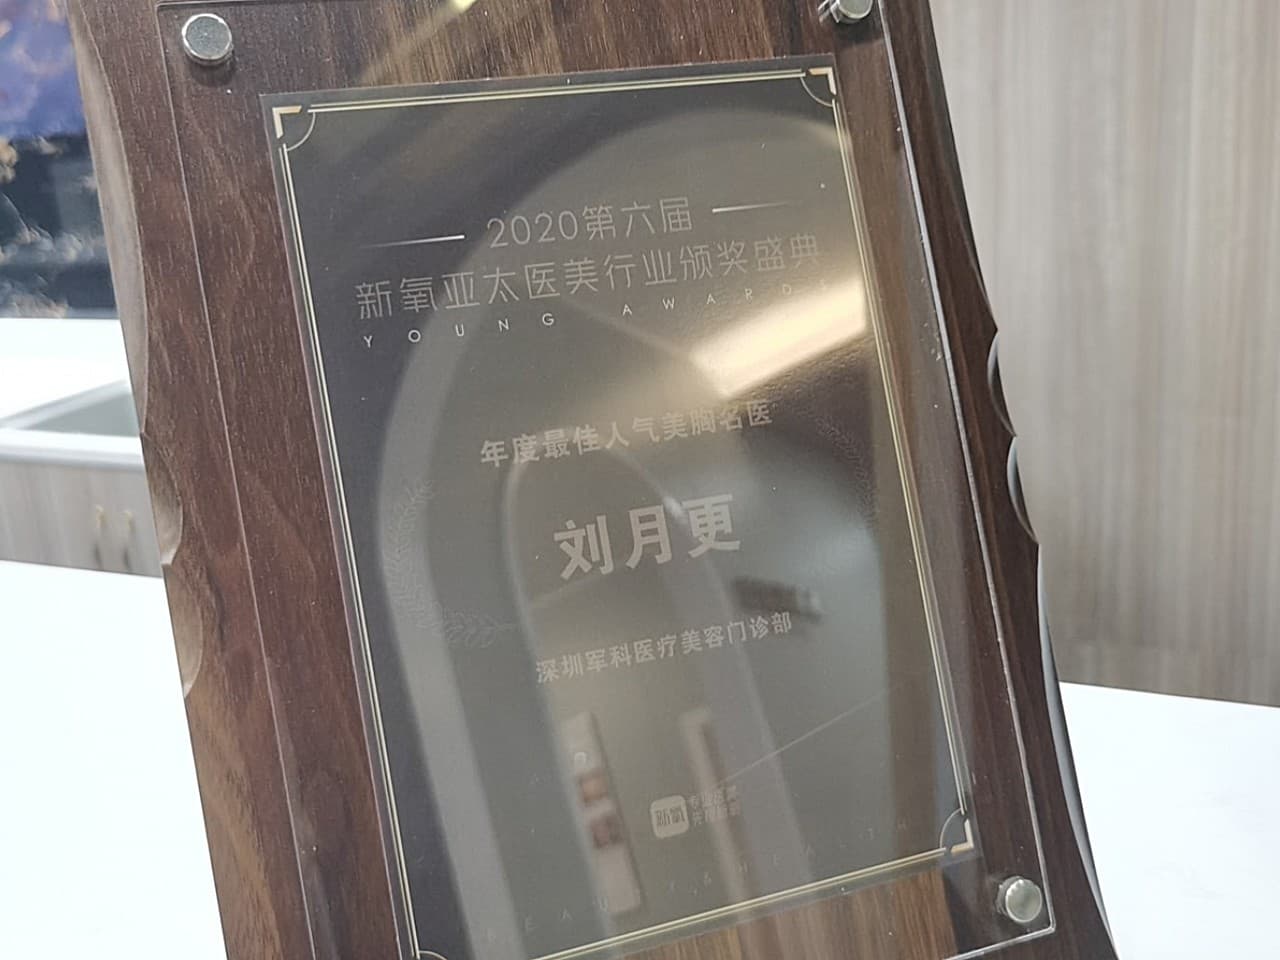 2020第六届
新氧亚太医美行业颁奖盛典
YOUNG AWARDS
年度最佳人气美胸名医
刘月更
深圳军科医疗美容门诊部
新氧